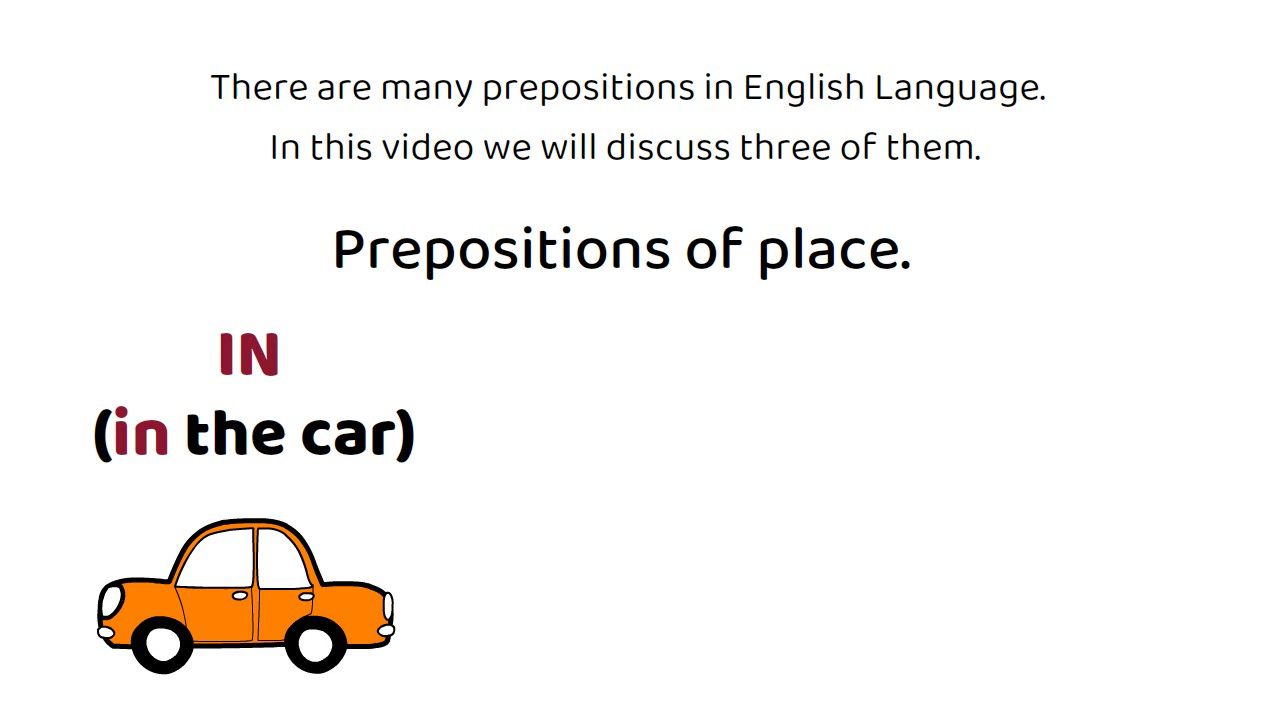 There are many prepositions in English Language.
In this video we will discuss three of them.
Prepositions of place.
IN
(in the car)